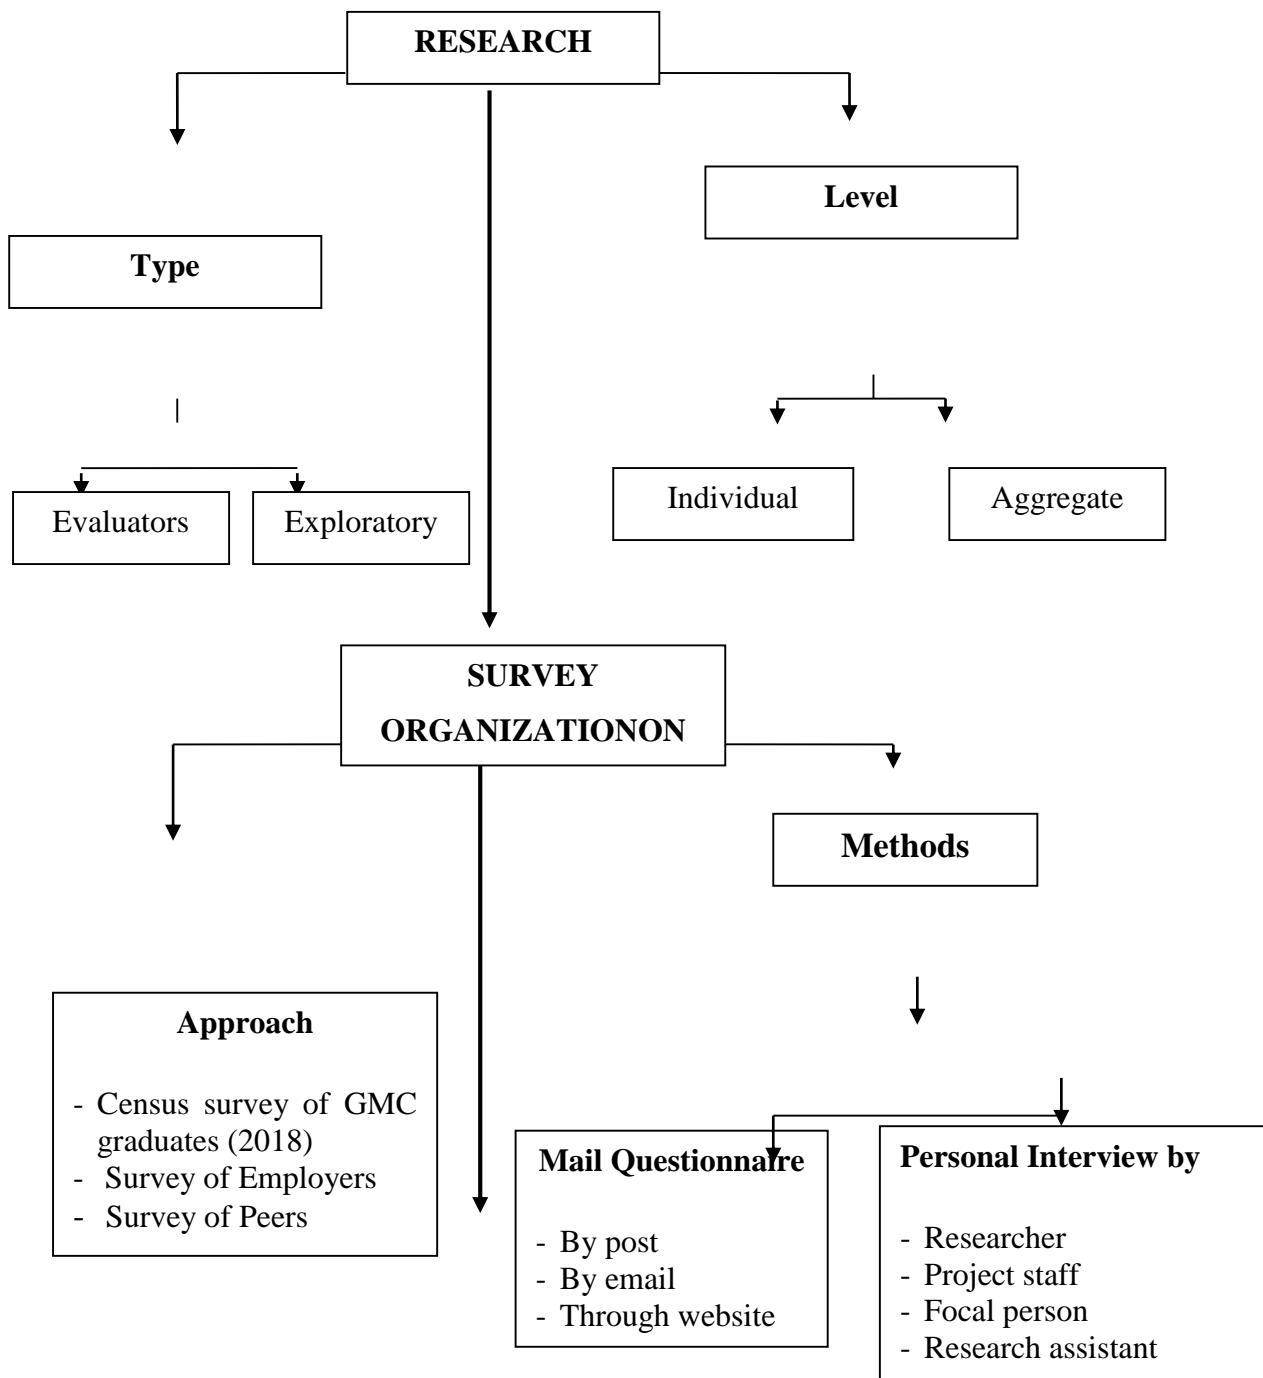 RESEARCH
Level
Type
Individual
Aggregate
Evaluators
Exploratory
SURVEY
ORGANIZATIONON
Methods
Approach
- Census survey of GMC
graduates (2018)
- Survey of Employers
- Survey of Peers
Mail Questionnaire
- By post
- By email
- Through website
Personal Interview by
- Researcher
- Project staff
- Focal person
- Research assistant